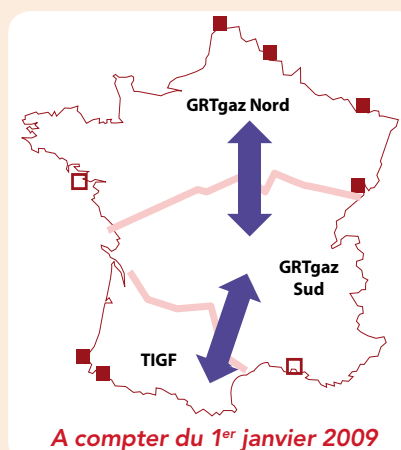 GRTgaz Nord
GRTgaz
Sud
TIGF
A compter du 1er janvier 2009